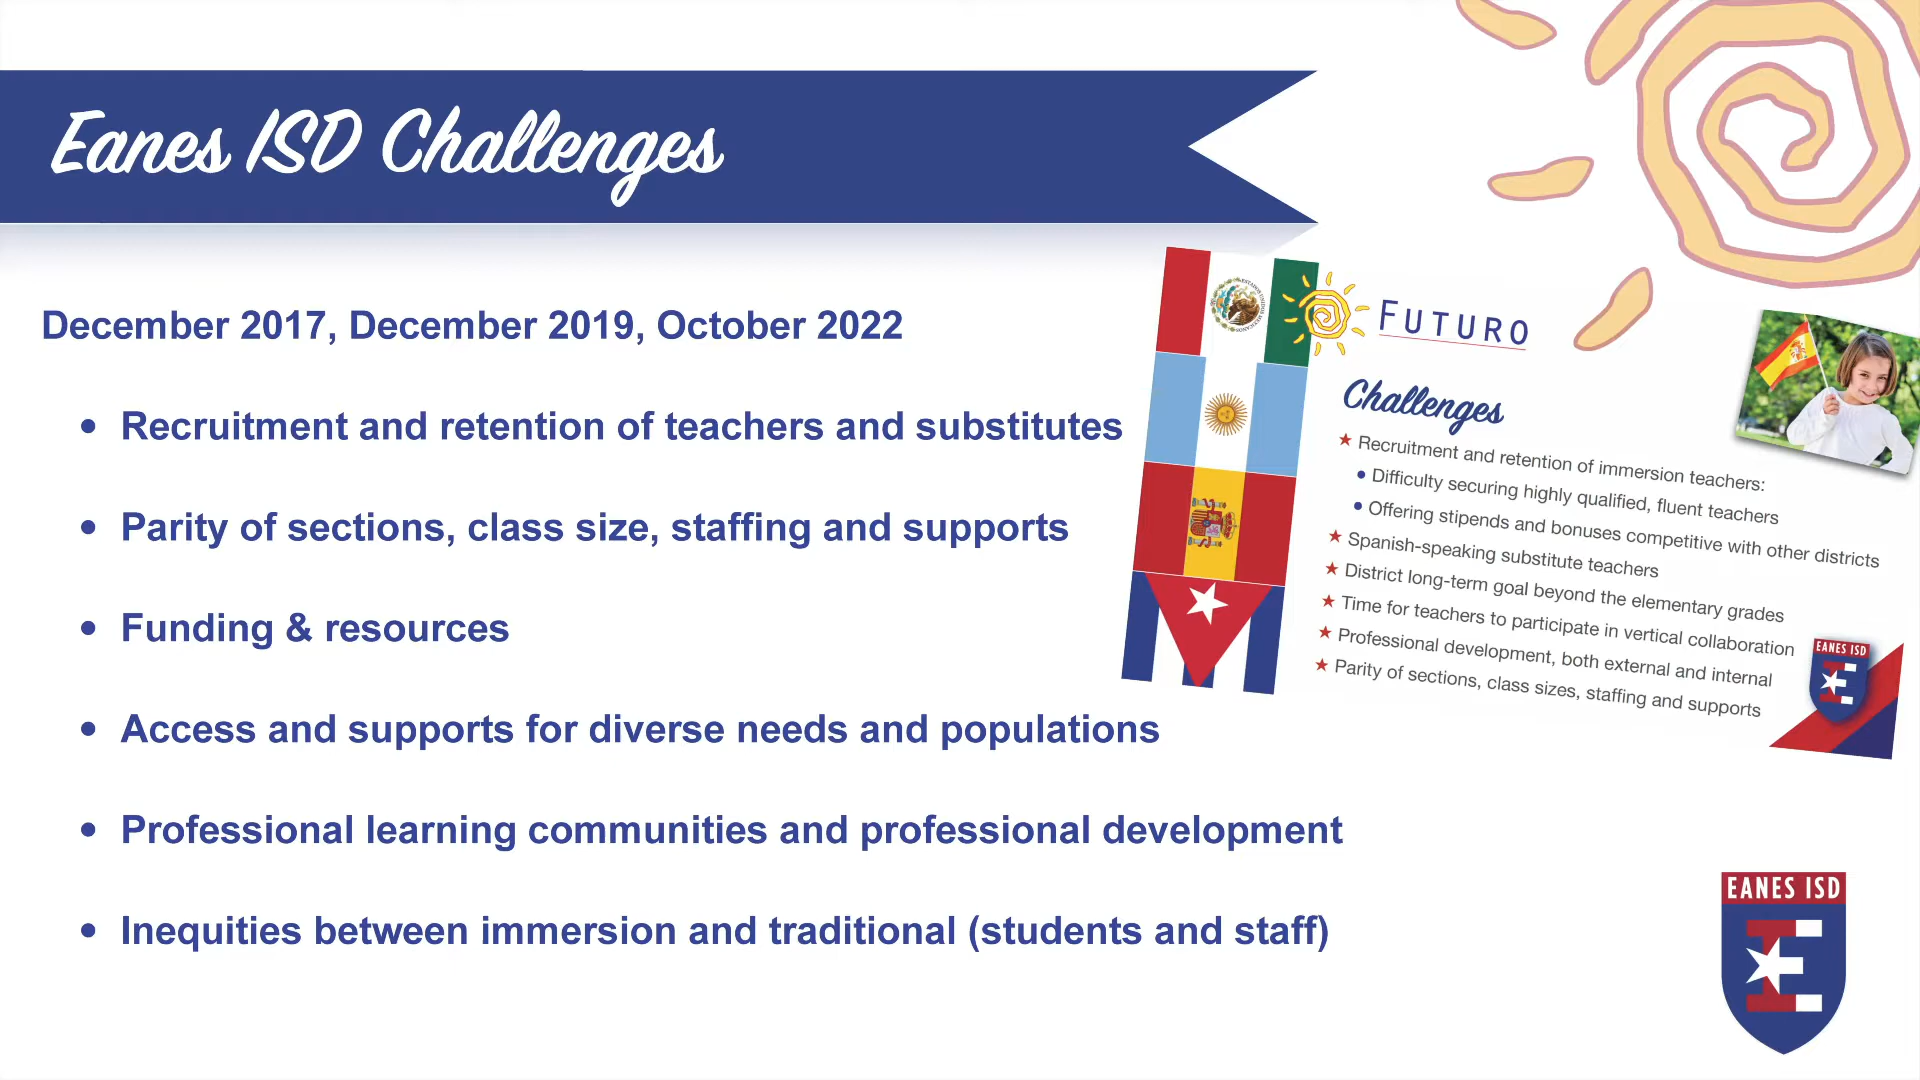 Eanes ISD Challenges
December 2017, December 2019, October 2022
• Recruitment and retention of teachers and substitutes
• Parity of sections, class size, staffing and supports
• Funding & resources
• Access and supports for diverse needs and populations
• Professional learning communities and professional development
• Inequities between immersion and traditional (students and staff)
FUTURO
Challenges
★ Recruitment and retention of immersion teachers:
• Difficulty securing highly qualified, fluent teachers
• Offering stipends and bonuses competitive with other districts
★ Spanish-speaking substitute teachers
★ District long-term goal beyond the elementary grades
★ Time for teachers to participate in vertical collaboration
★ Professional development, both external and internal
★ Parity of sections, class sizes, staffing and supports
EANES ISD
E
EANES ISD
E